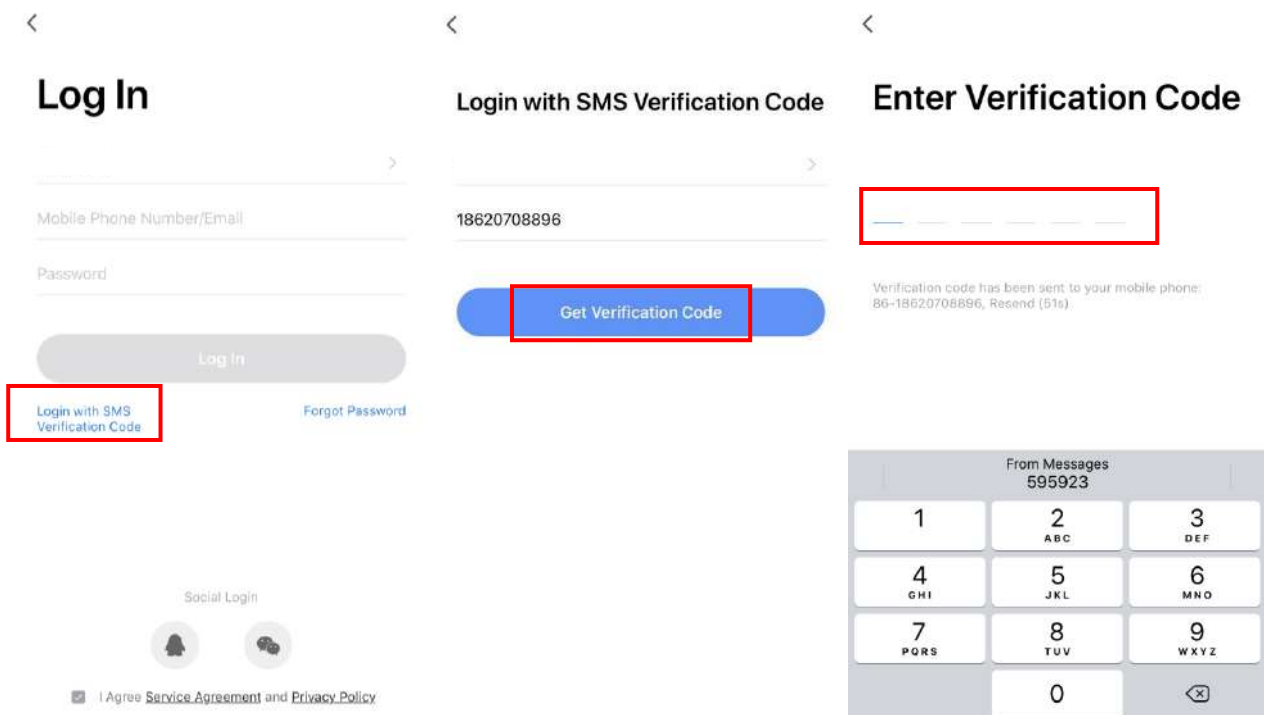 Log In
Mobile Phone Number/Email
Password
Log In
Login with SMS
Verification Code
Forgot Password
Social Login
I Agree Service Agreement and Privacy Policy
Login with SMS Verification Code
18620708896
Get Verification Code
Enter Verification Code
Verification code has been sent to your mobile phone:
86-18620708896, Resend (51s)
From Messages
595923
1
2
ABC
3
DEF
4
GHI
5
JKL
6
MNO
7
PQRS
8
TUV
9
WXYZ
0